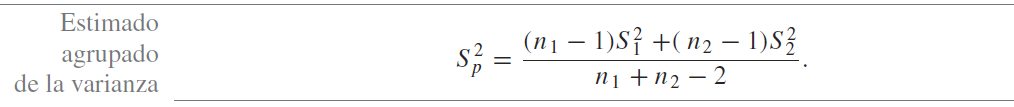 Estimado
agrupado
de la varianza
S_p^2 = \frac{(n_1 - 1)S_1^2 + (n_2 - 1)S_2^2}{n_1 + n_2 - 2}.